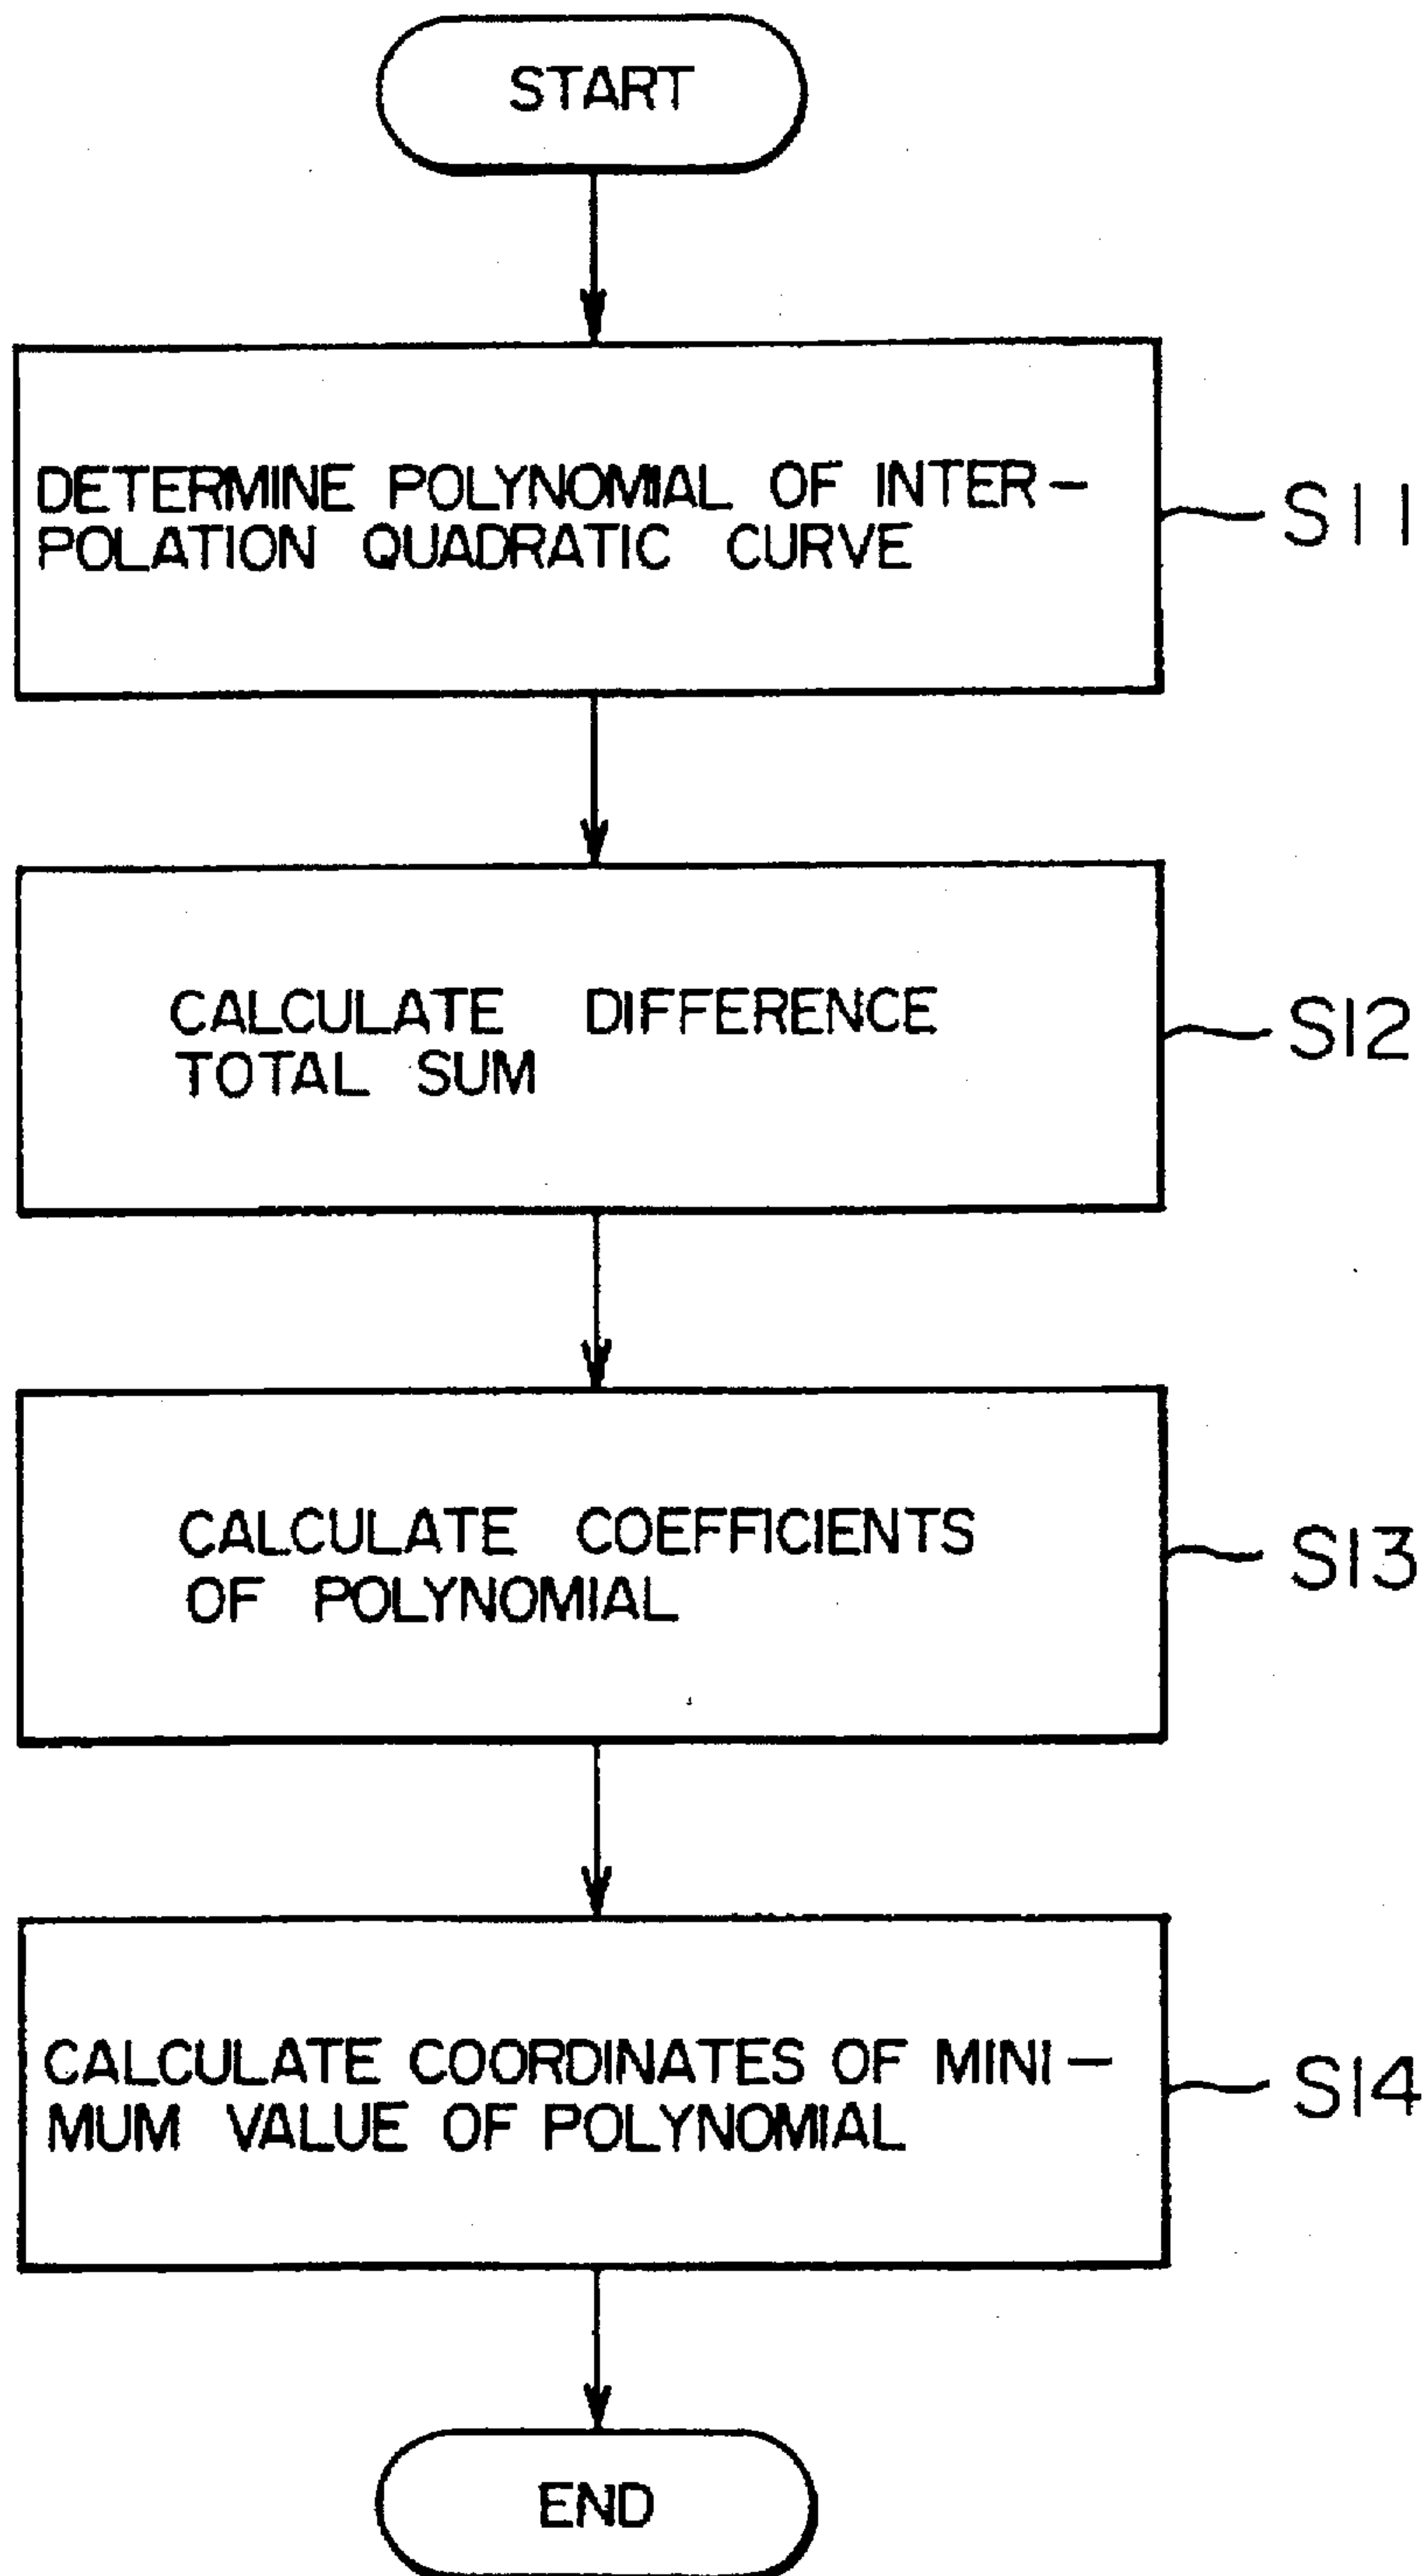 START
DETERMINE POLYNOMIAL OF INTER-
POLATION QUADRATIC CURVE
S11
CALCULATE DIFFERENCE
TOTAL SUM
S12
CALCULATE COEFFICIENTS
OF POLYNOMIAL
S13
CALCULATE COORDINATES OF MINI-
MUM VALUE OF POLYNOMIAL
S14
END